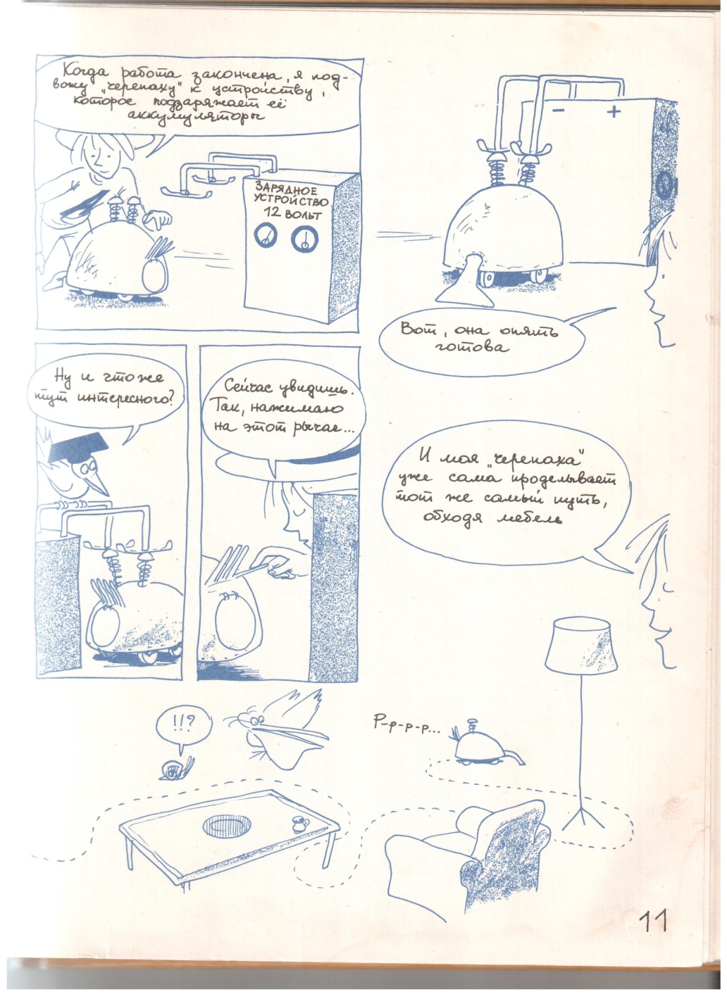 Когда работа закончена, я под-
вожу „черепаху" к устройству,
которое подзаряжает её
аккумуляторы
ЗАРЯДНОЕ
УСТРОЙСТВО
12 ВОЛЬТ
- +
Вот, она опять
готова
Ну и что же
тут интересного?
Сейчас увидишь.
Так, нажимаю
на этот рычаг...
И моя „черепаха"
уже сама проделывает
тот же самый путь,
обходя мебель
!!?
Р-р-р-р...
11